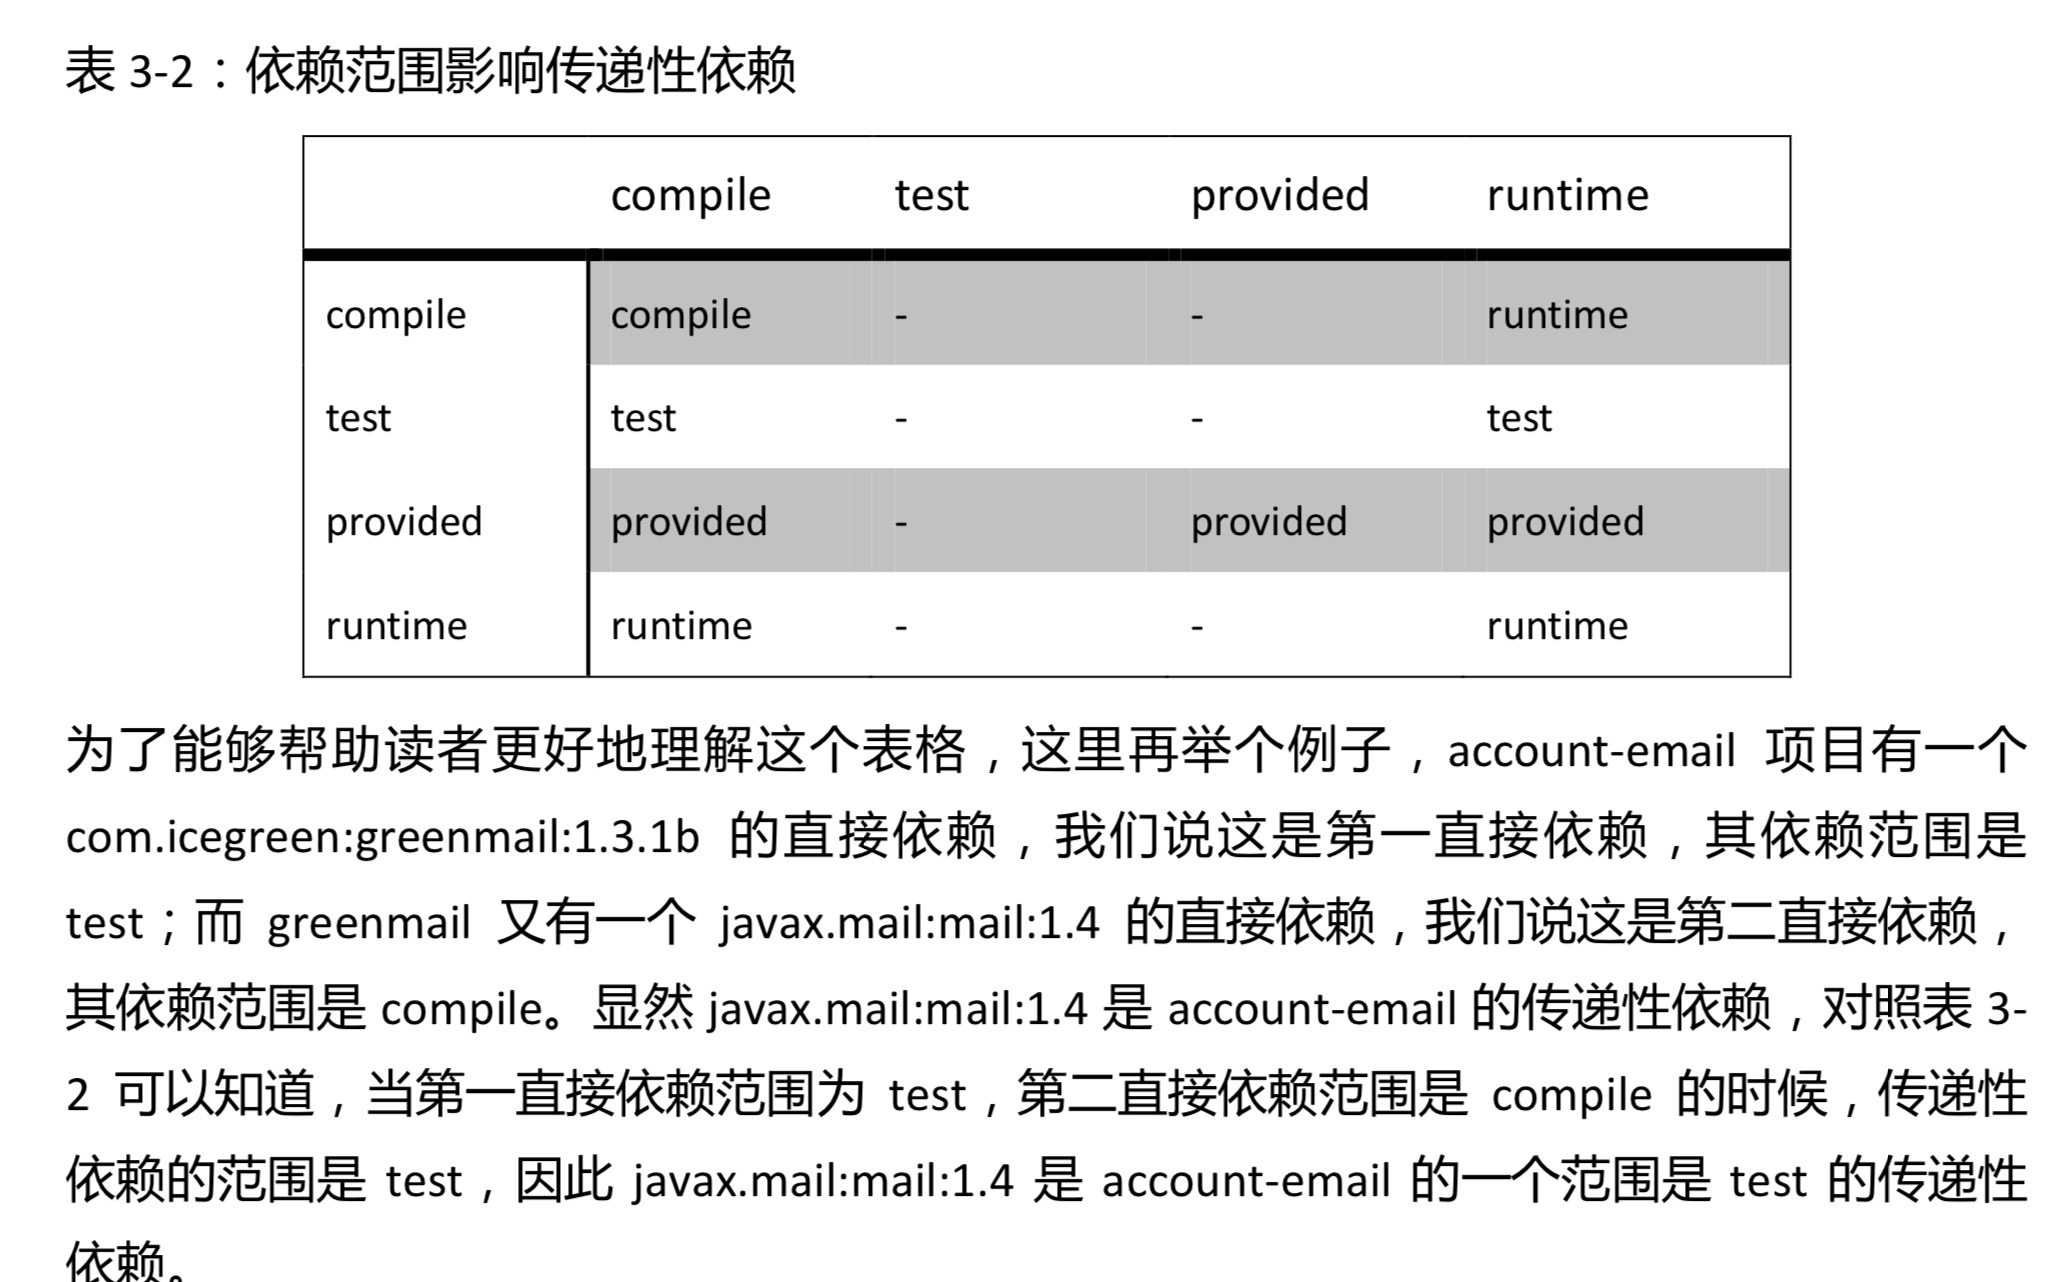 表 3-2：依赖范围影响传递性依赖
compile test provided runtime
compile compile - - runtime
test test - - test
provided provided - provided provided
runtime runtime - - runtime
为了能够帮助读者更好地理解这个表格，这里再举个例子，account-email 项目有一个
com.icegreen:greenmail:1.3.1b 的直接依赖，我们说这是第一直接依赖，其依赖范围是
test；而 greenmail 又有一个 javax.mail:mail:1.4 的直接依赖，我们说这是第二直接依赖，
其依赖范围是 compile。显然 javax.mail:mail:1.4 是 account-email 的传递性依赖，对照表 3-
2 可以知道，当第一直接依赖范围为 test，第二直接依赖范围是 compile 的时候，传递性
依赖的范围是 test，因此 javax.mail:mail:1.4 是 account-email 的一个范围是 test 的传递性
依赖。